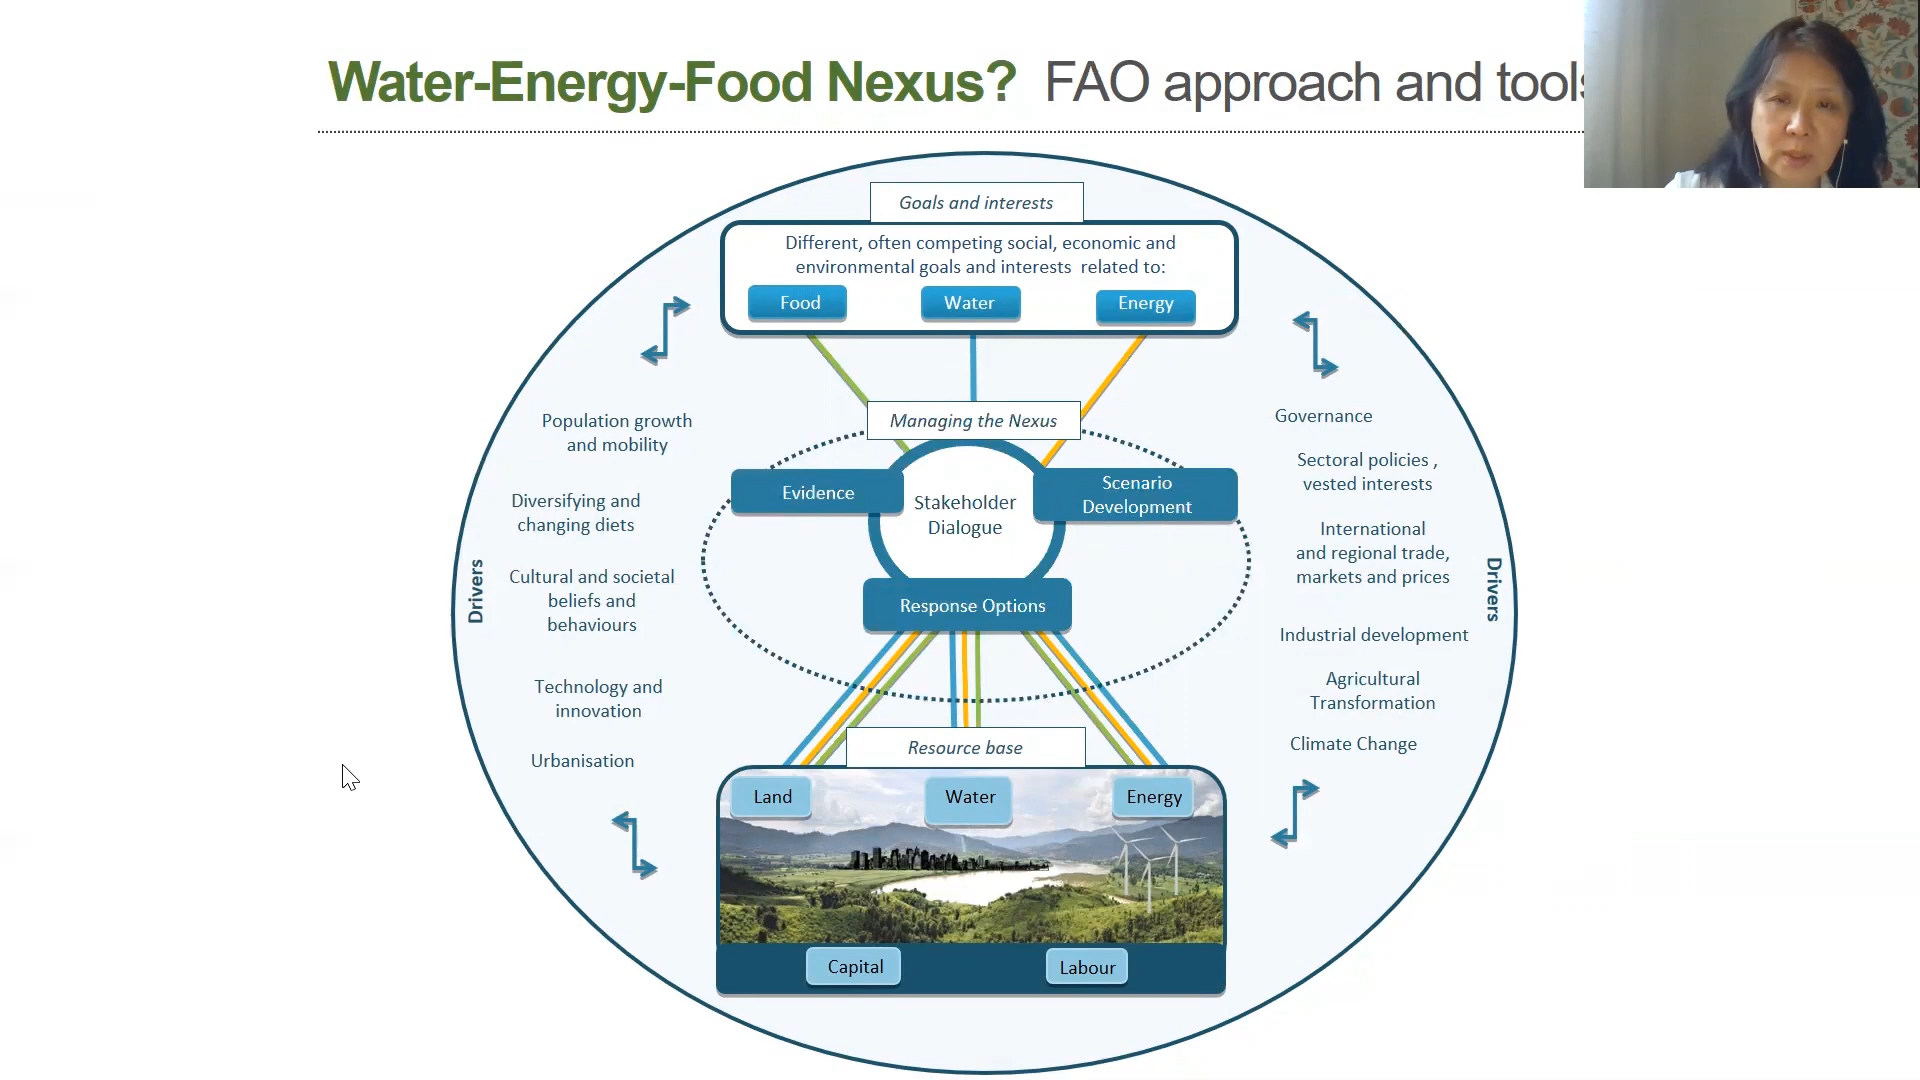 Water-Energy-Food Nexus? FAO approach and tools
Goals and interests
Different, often competing social, economic and
environmental goals and interests related to:
Food
Water
Energy
Managing the Nexus
Evidence
Stakeholder
Dialogue
Scenario
Development
Response Options
Drivers
Population growth
and mobility
Diversifying and
changing diets
Cultural and societal
beliefs and
behaviours
Technology and
innovation
Urbanisation
Governance
Sectoral policies ,
vested interests
International
and regional trade,
markets and prices
Industrial development
Agricultural
Transformation
Climate Change
Drivers
Resource base
Land
Water
Energy
Capital
Labour